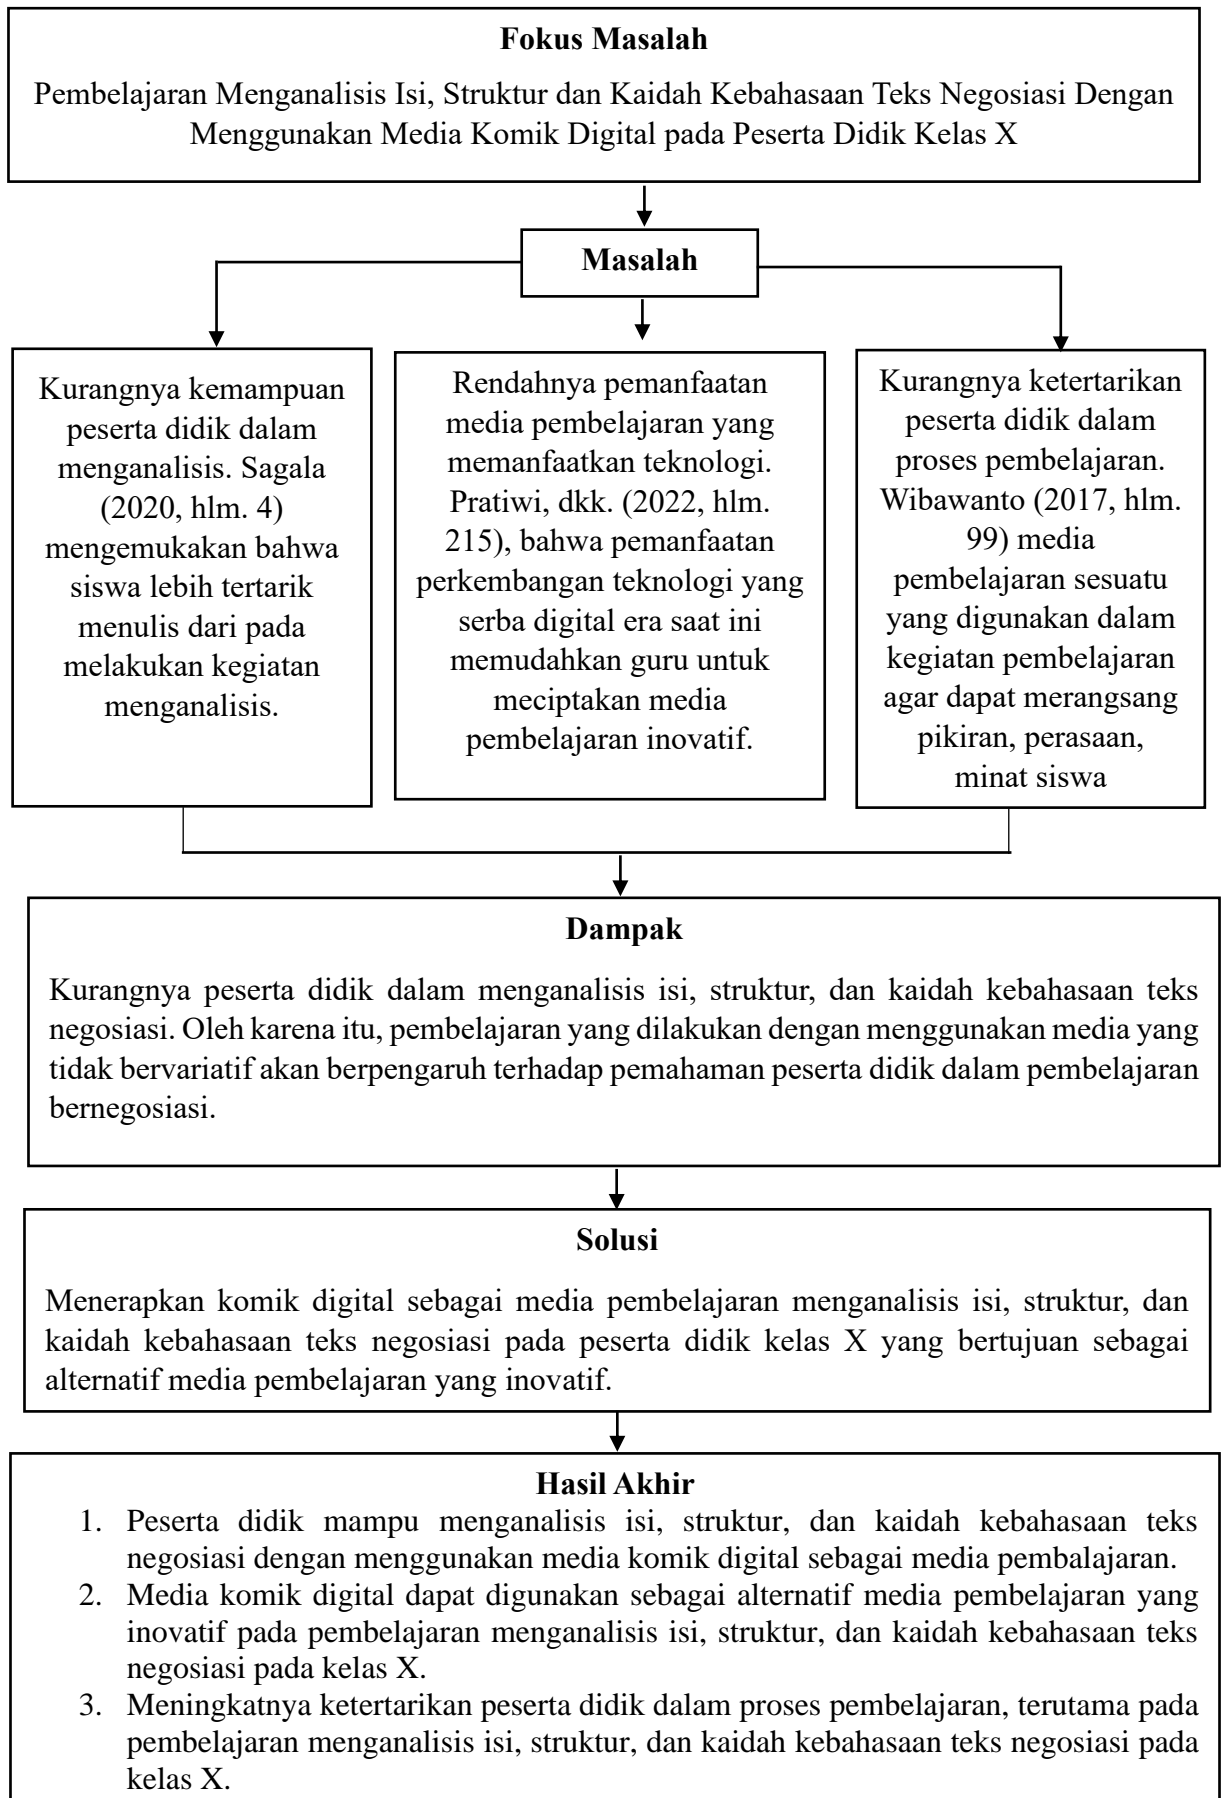 Fokus Masalah
Pembelajaran Menganalisis Isi, Struktur dan Kaidah Kebahasaan Teks Negosiasi Dengan
Menggunakan Media Komik Digital pada Peserta Didik Kelas X
Masalah
Kurangnya kemampuan
peserta didik dalam
menganalisis. Sagala
(2020, hlm. 4)
mengemukakan bahwa
siswa lebih tertarik
menulis dari pada
melakukan kegiatan
menganalisis.
Rendahnya pemanfaatan
media pembelajaran yang
memanfaatkan teknologi.
Pratiwi, dkk. (2022, hlm.
215), bahwa pemanfaatan
perkembangan teknologi yang
serba digital era saat ini
memudahkan guru untuk
meciptakan media
pembelajaran inovatif.
Kurangnya ketertarikan
peserta didik dalam
proses pembelajaran.
Wibawanto (2017, hlm.
99) media
pembelajaran sesuatu
yang digunakan dalam
kegiatan pembelajaran
agar dapat merangsang
pikiran, perasaan,
minat siswa
Dampak
Kurangnya peserta didik dalam menganalisis isi, struktur, dan kaidah kebahasaan teks
negosiasi. Oleh karena itu, pembelajaran yang dilakukan dengan menggunakan media yang
tidak bervariatif akan berpengaruh terhadap pemahaman peserta didik dalam pembelajaran
bernegosiasi.
Solusi
Menerapkan komik digital sebagai media pembelajaran menganalisis isi, struktur, dan
kaidah kebahasaan teks negosiasi pada peserta didik kelas X yang bertujuan sebagai
alternatif media pembelajaran yang inovatif.
Hasil Akhir
1. Peserta didik mampu menganalisis isi, struktur, dan kaidah kebahasaan teks
negosiasi dengan menggunakan media komik digital sebagai media pembalajaran.
2. Media komik digital dapat digunakan sebagai alternatif media pembelajaran yang
inovatif pada pembelajaran menganalisis isi, struktur, dan kaidah kebahasaan teks
negosiasi pada kelas X.
3. Meningkatnya ketertarikan peserta didik dalam proses pembelajaran, terutama pada
pembelajaran menganalisis isi, struktur, dan kaidah kebahasaan teks negosiasi pada
kelas X.